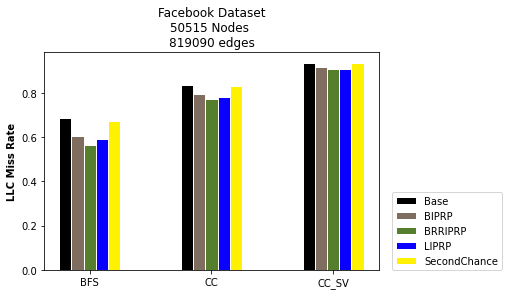 Facebook Dataset
50515 Nodes
819090 edges
LLC Miss Rate
0.8
0.6
0.4
0.2
0.0
BFS CC CC_SV
Base
BIPRP
BRRIPRP
LIPRP
SecondChance